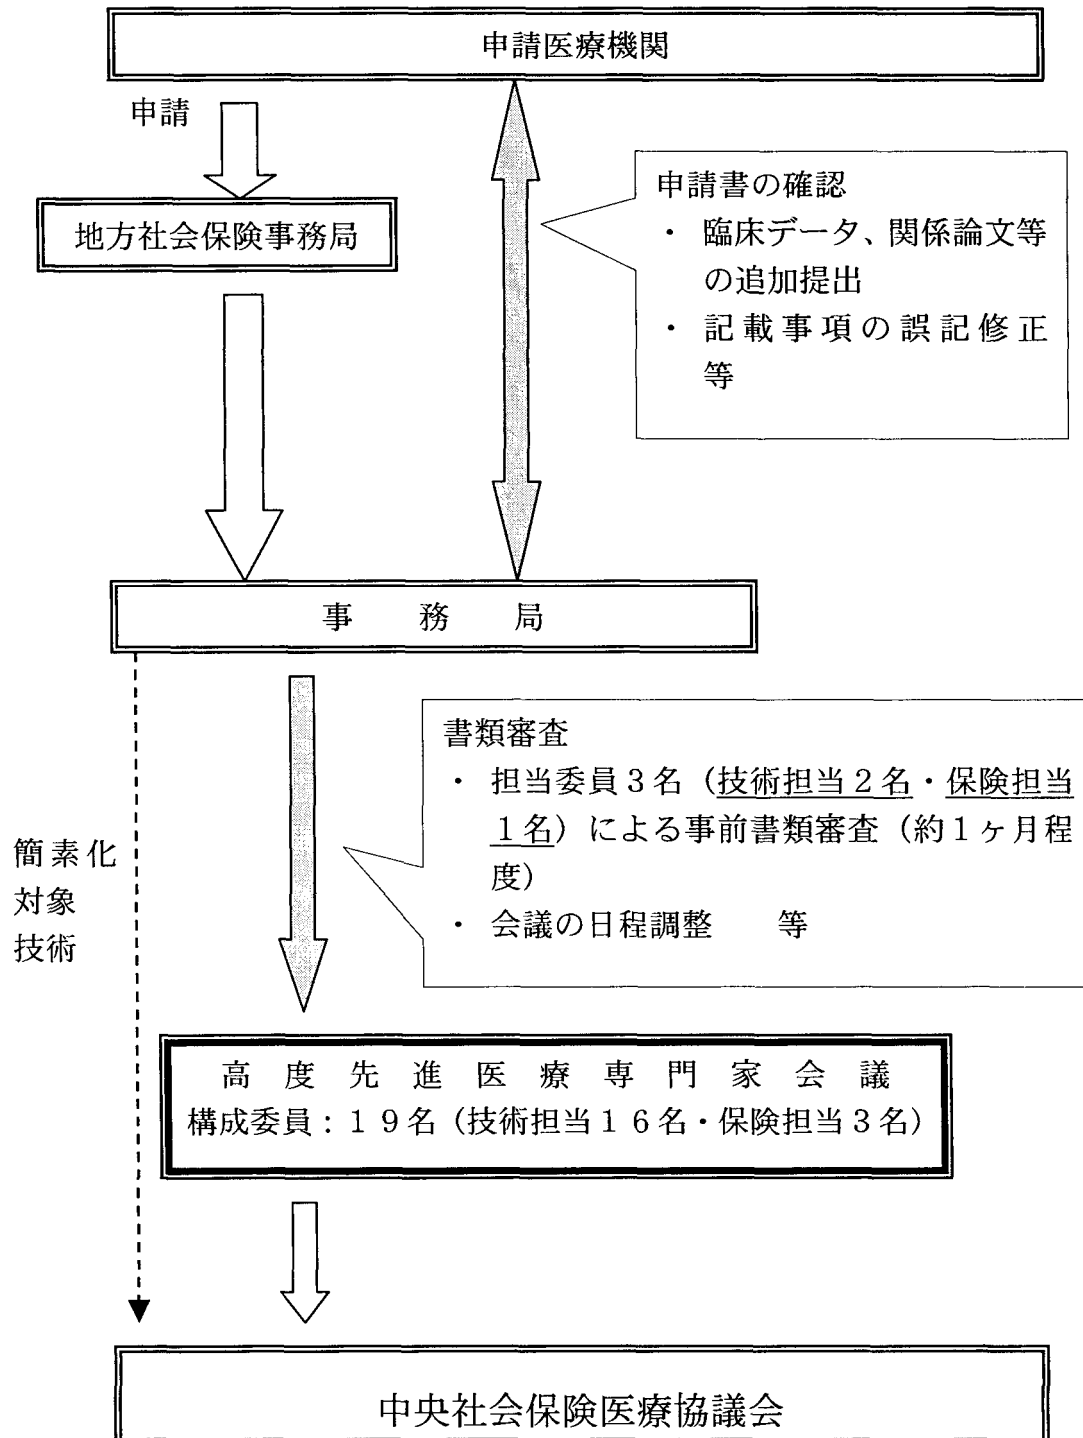 申請医療機関
申請
地方社会保険事務局
申請書の確認
・ 臨床データ、関係論文等
の追加提出
・ 記載事項の誤記修正
等
事 務 局
書類審査
・ 担当委員３名（技術担当２名・保険担当
１名）による事前書類審査（約１ヶ月程
度）
・ 会議の日程調整 等
簡素化
対象
技術
高度先進医療専門家会議
構成委員：１９名（技術担当１６名・保険担当３名）
中央社会保険医療協議会